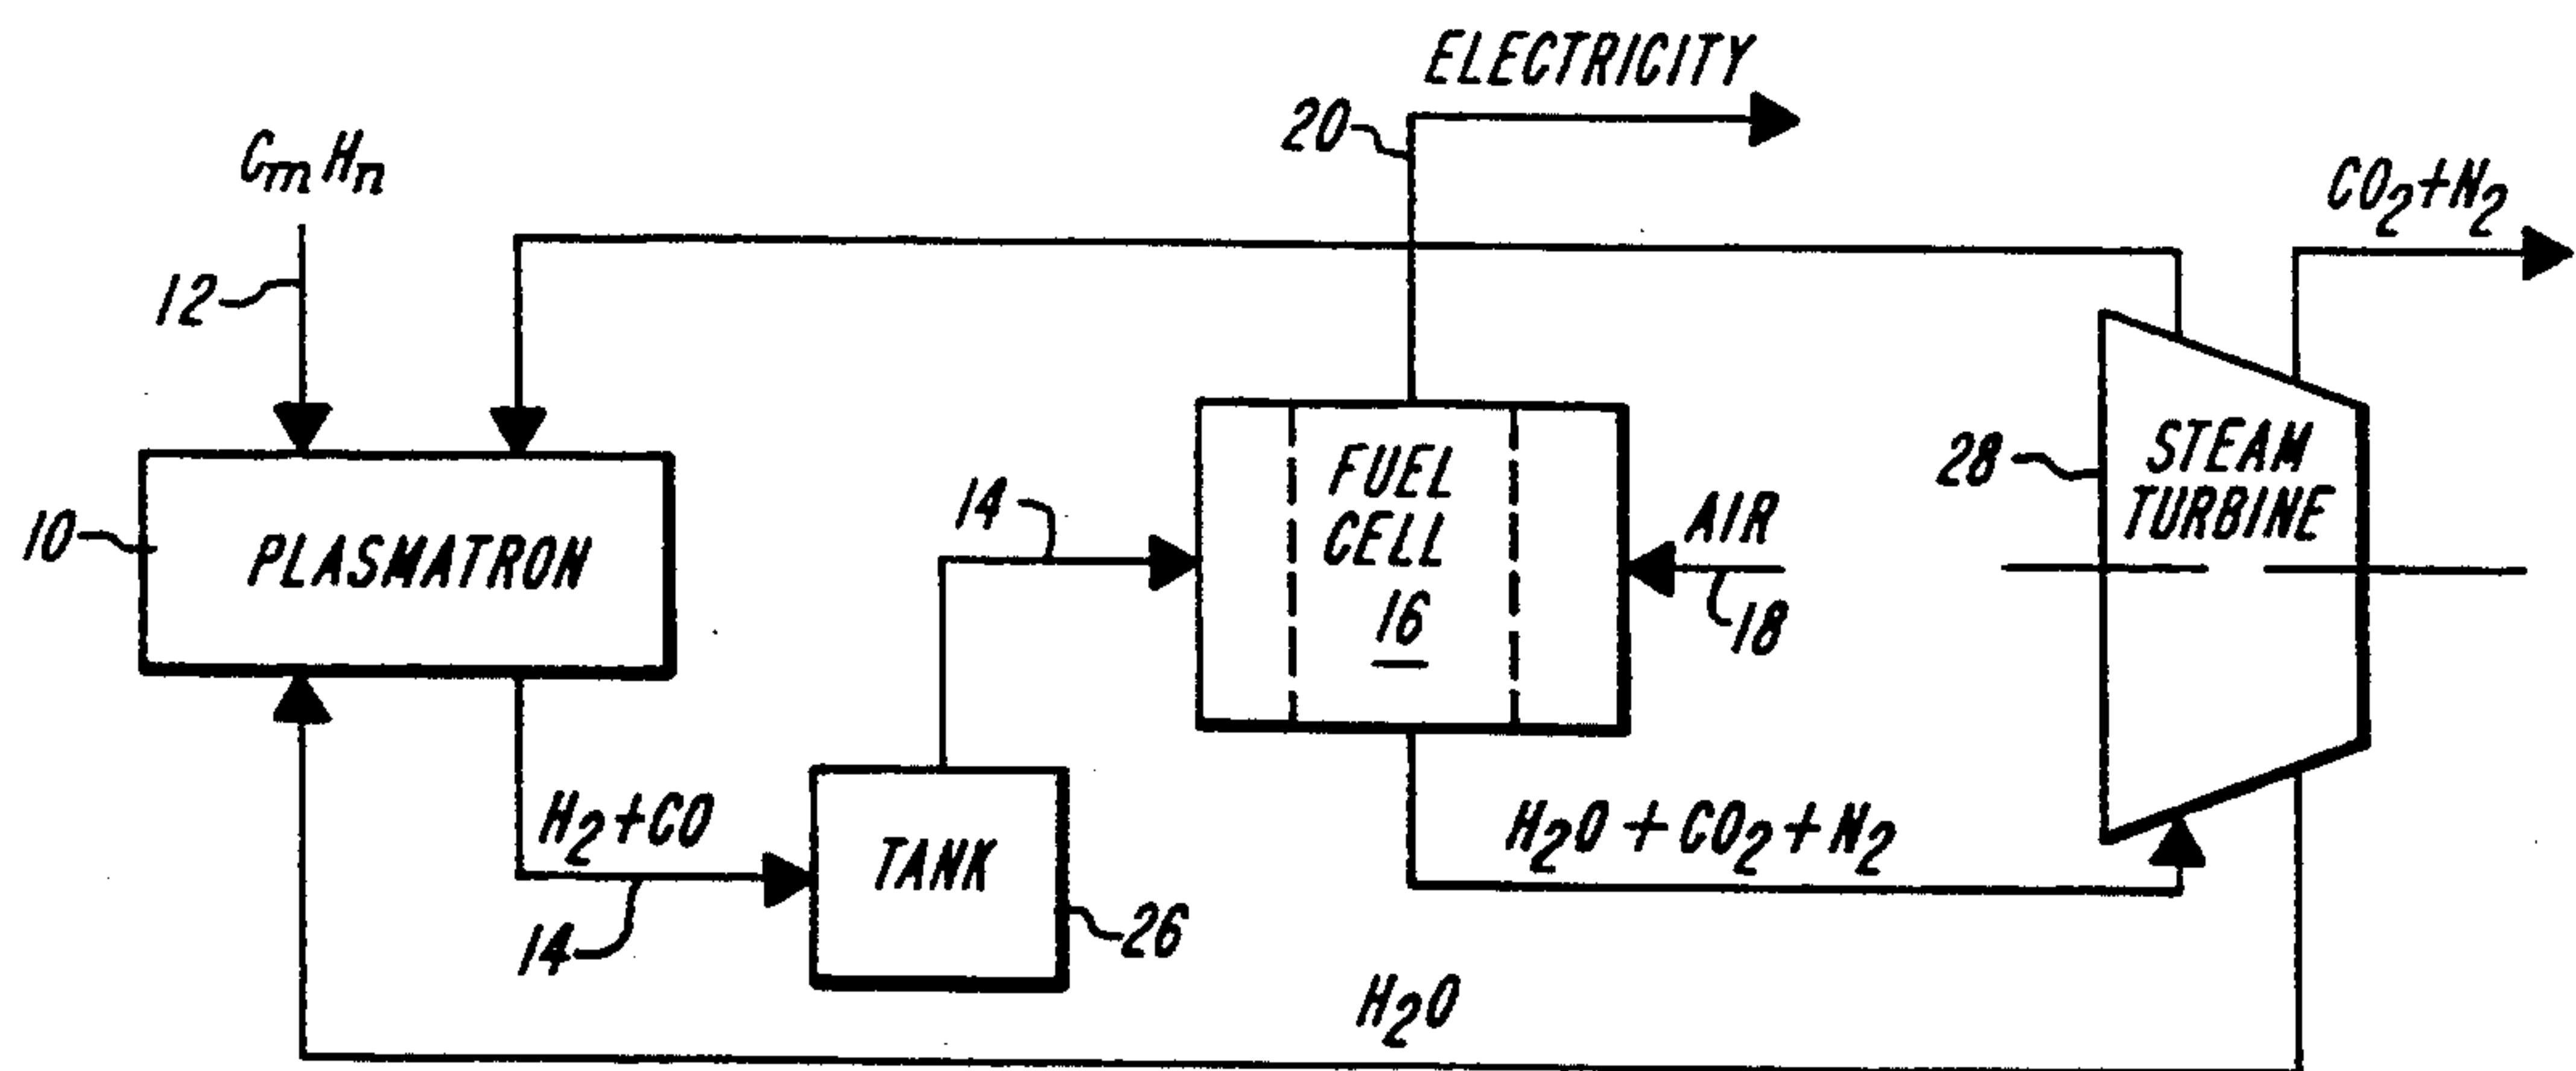 ELECTRICITY
20
CmHn
CO2+N2
12
28
STEAM
TURBINE
FUEL
CELL
16
14
AIR
18
10
PLASMATRON
H2+CO
14
TANK
26
H2O + CO2 + N2
H2O